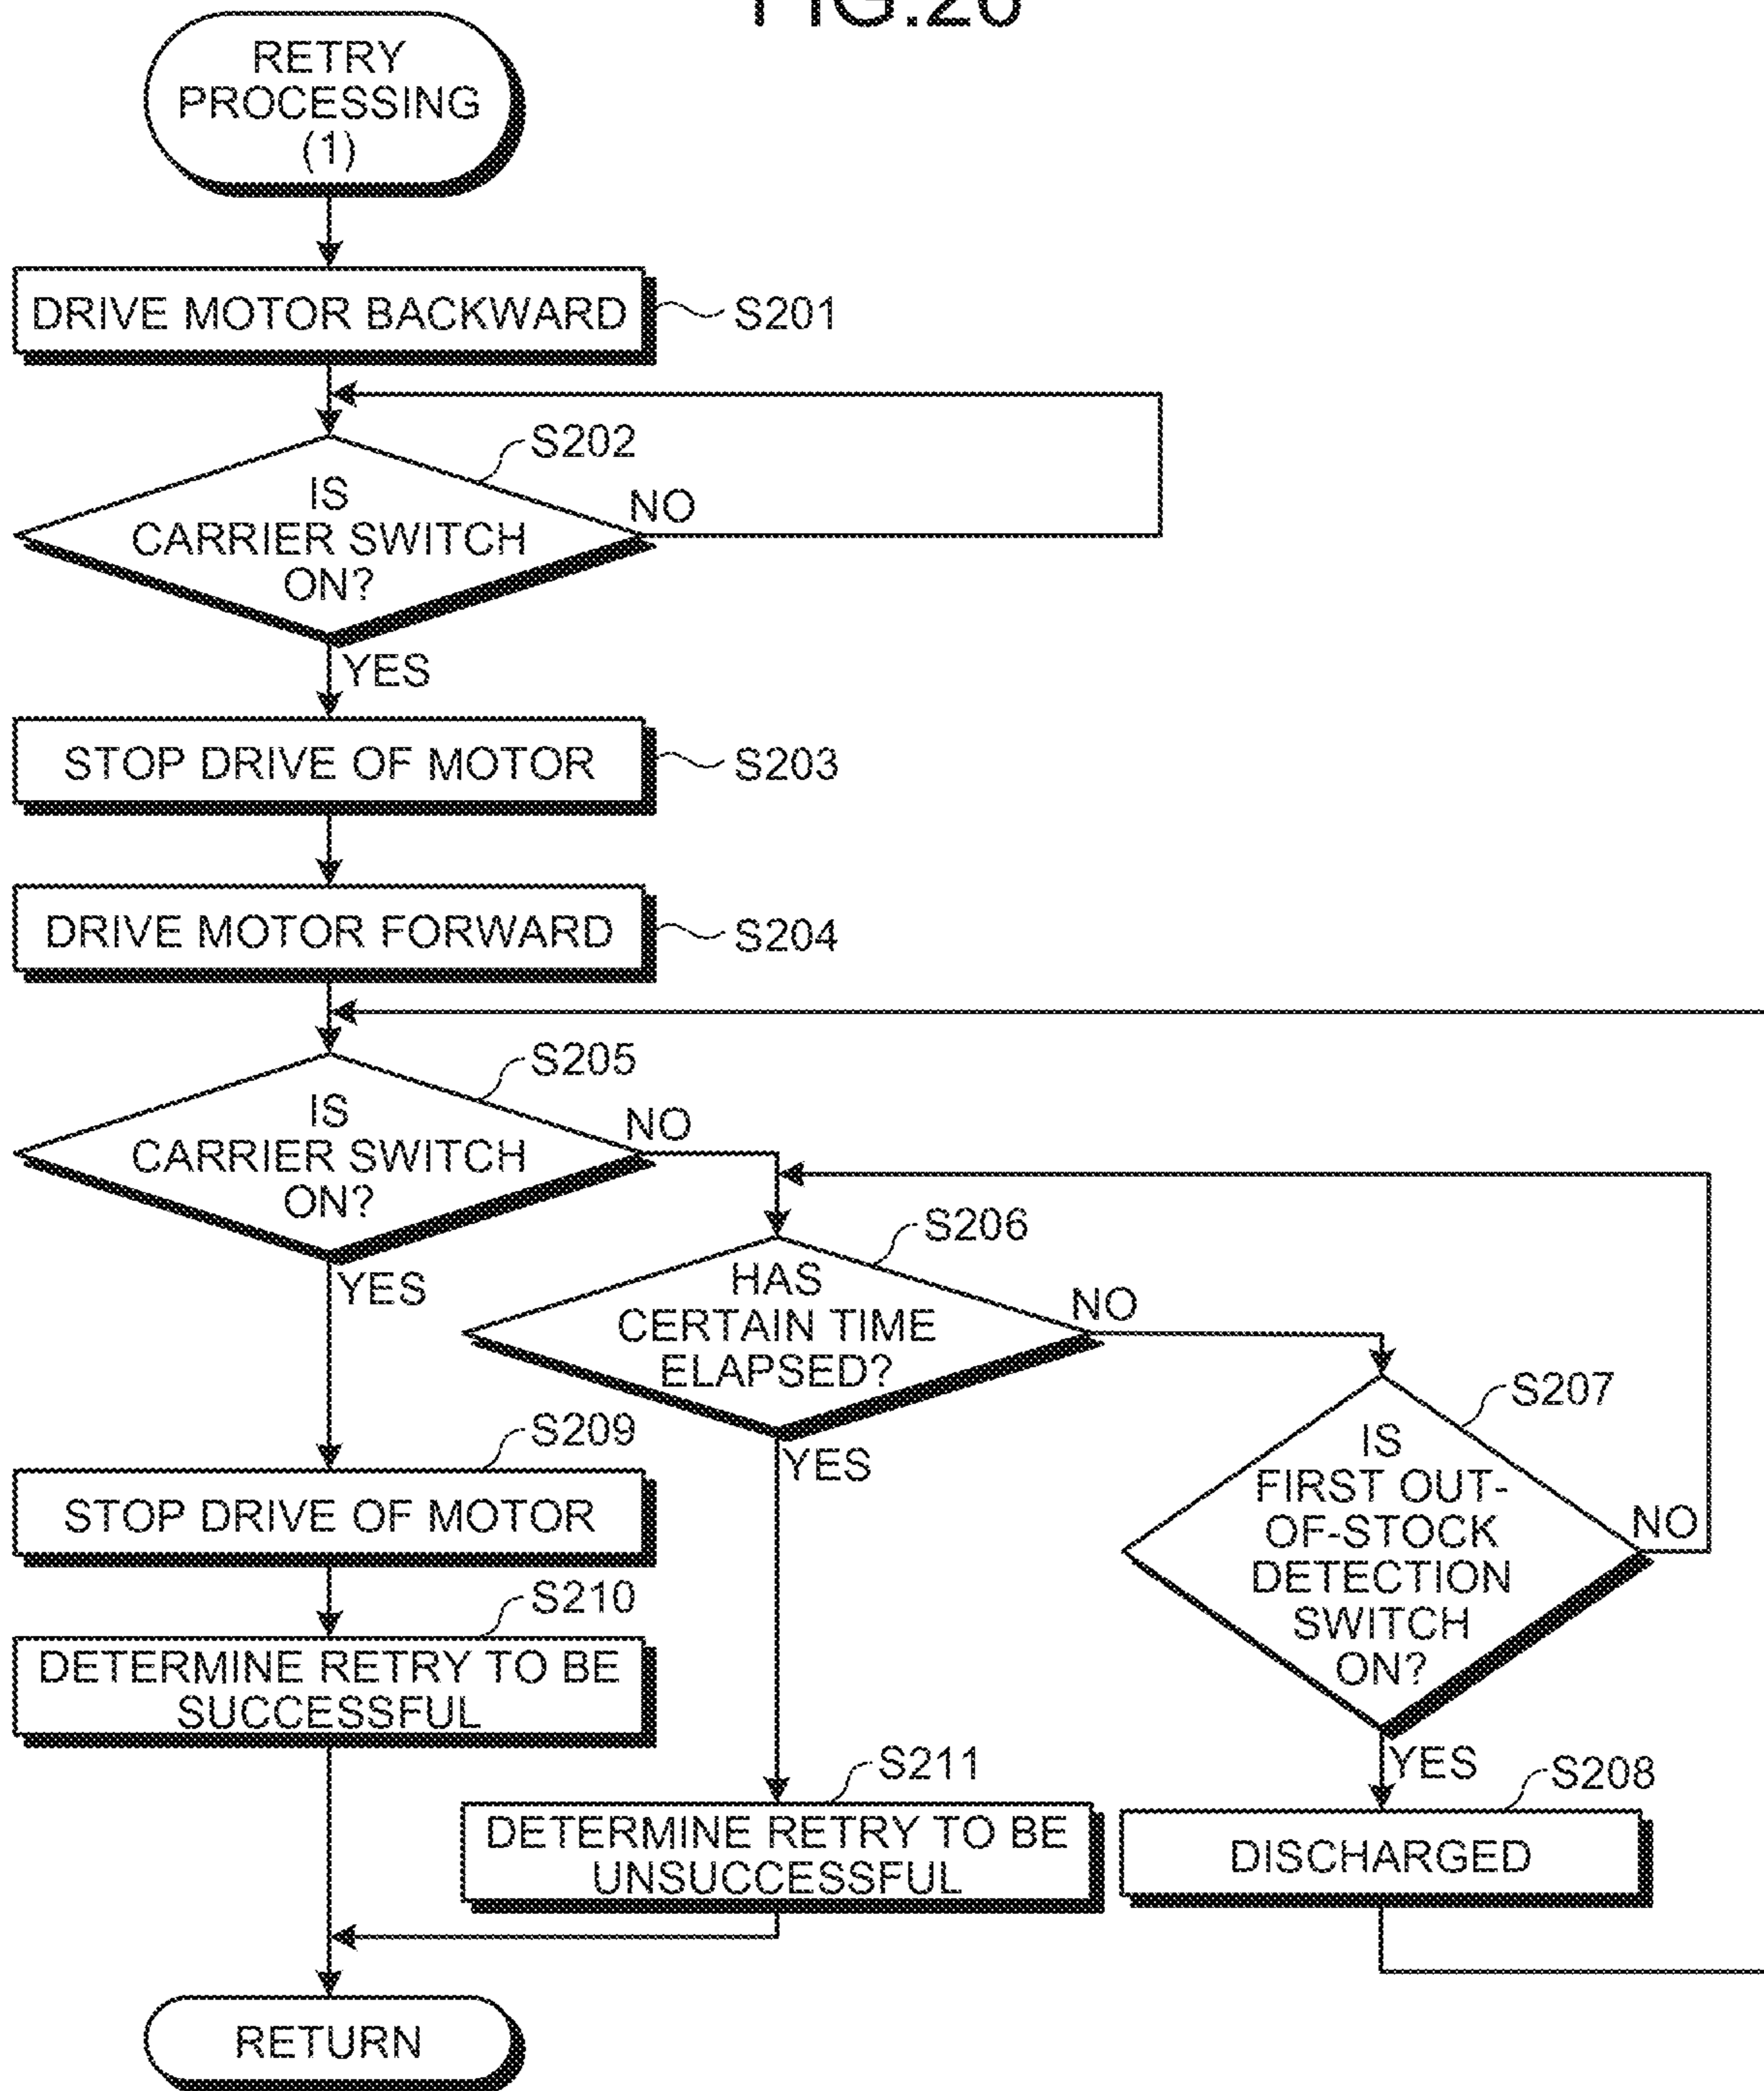 RETRY
PROCESSING
(1)
DRIVE MOTOR BACKWARD
S201
S202
IS
CARRIER SWITCH
ON?
NO
YES
STOP DRIVE OF MOTOR
S203
DRIVE MOTOR FORWARD
S204
S205
IS
CARRIER SWITCH
ON?
NO
YES
S206
HAS
CERTAIN TIME
ELAPSED?
NO
YES
S207
IS
FIRST OUT-
OF-STOCK
DETECTION
SWITCH
ON?
NO
YES
S208
DISCHARGED
S209
STOP DRIVE OF MOTOR
S210
DETERMINE RETRY TO BE
SUCCESSFUL
S211
DETERMINE RETRY TO BE
UNSUCCESSFUL
RETURN